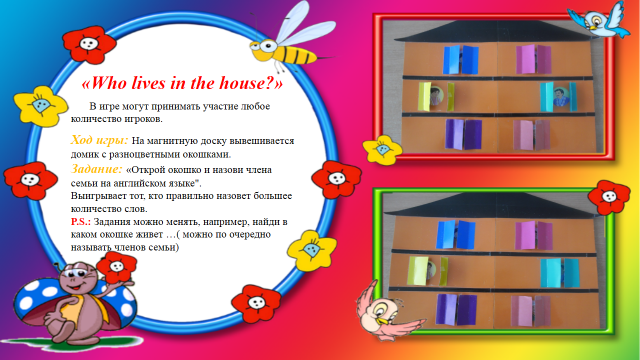 «Who lives in the house?»
В игре могут принимать участие любое
количество игроков.
Ход игры: На магнитную доску вывешивается
домик с разноцветными окошками.
Задание: «Открой окошко и назови члена
семьи на английском языке".
Выигрывает тот, кто правильно назовет большее
количество слов.
P.S.: Задания можно менять, например, найди в
каком окошке живет …( можно по очередно
называть членов семьи)